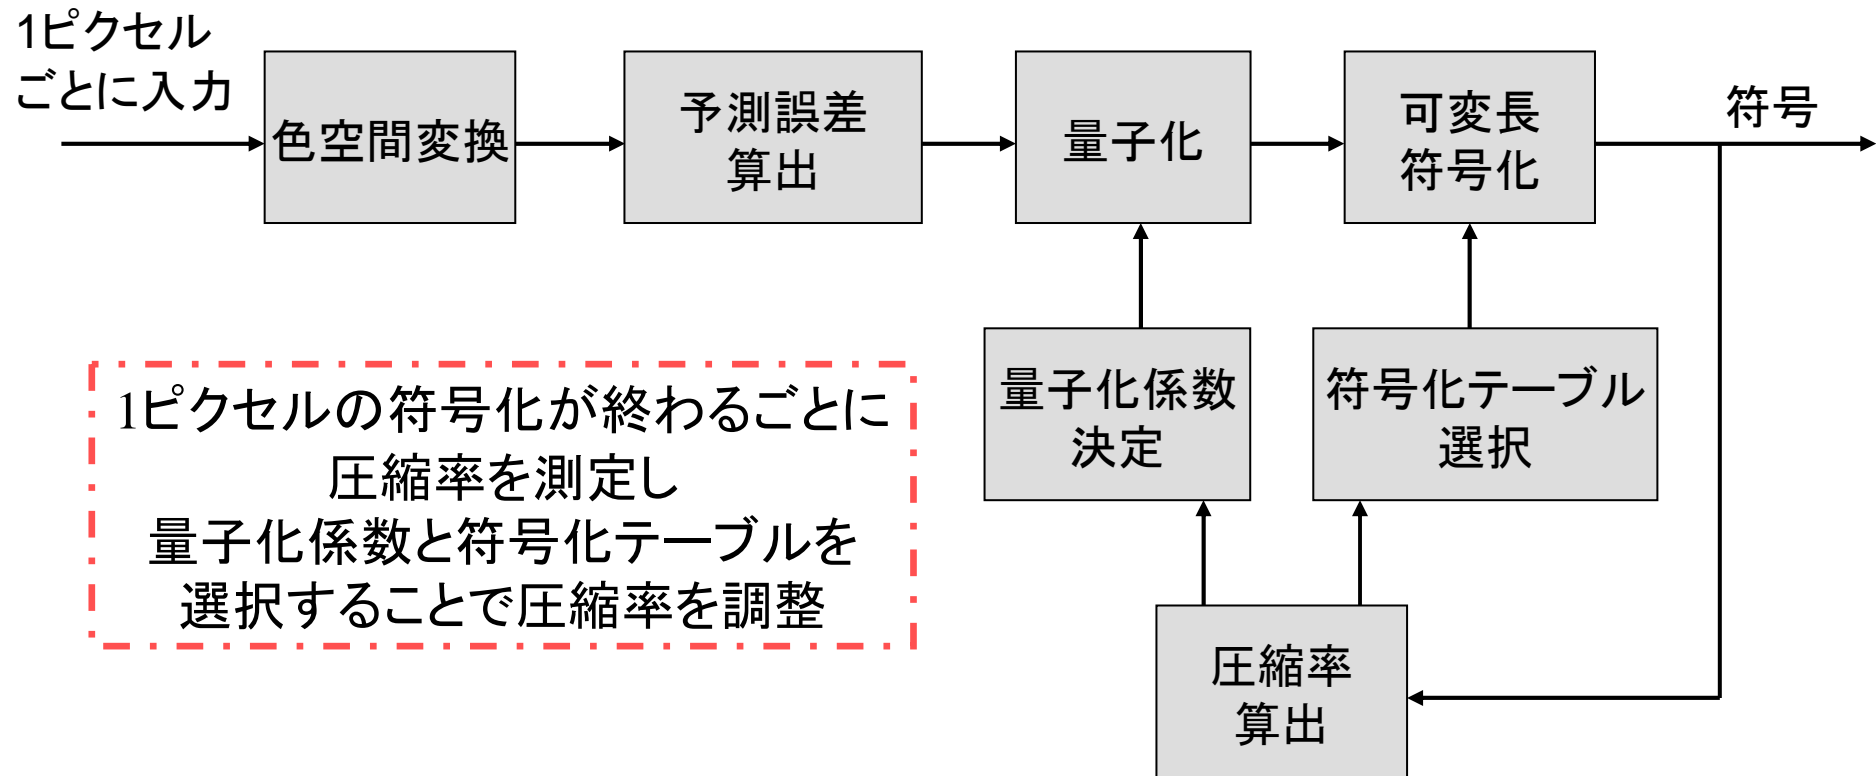 1ピクセル
ごとに入力
色空間変換
予測誤差
算出
量子化
可変長
符号化
符号
量子化係数
決定
符号化テーブル
選択
1ピクセルの符号化が終わるごとに
圧縮率を測定し
量子化係数と符号化テーブルを
選択することで圧縮率を調整
圧縮率
算出